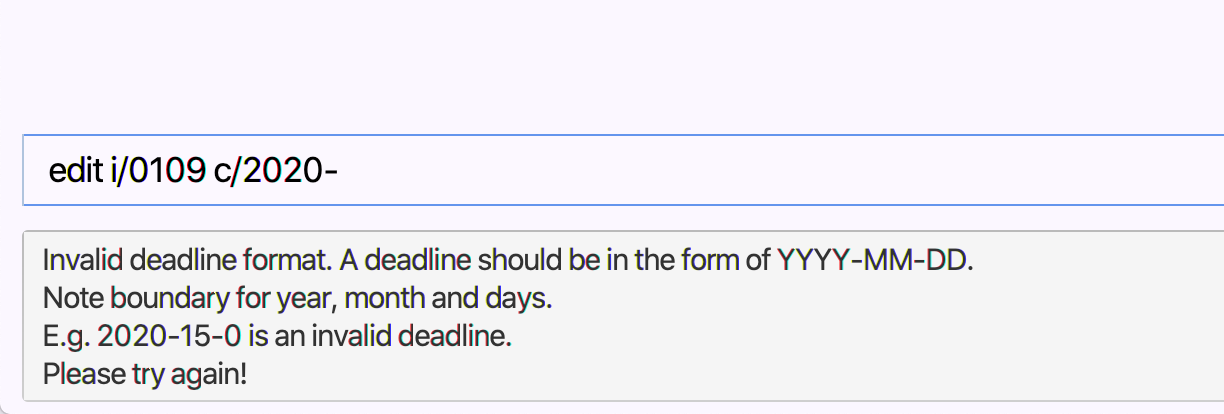 edit i/0109 c/2020-
Invalid deadline format. A deadline should be in the form of YYYY-MM-DD.
Note boundary for year, month and days.
E.g. 2020-15-0 is an invalid deadline.
Please try again!